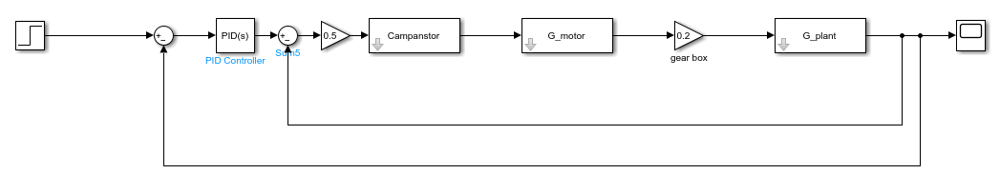 +
-
PID(s)
PID Controller
+
-
Sum5
0.5
Campanstor
G_motor
0.2
gear box
G_plant